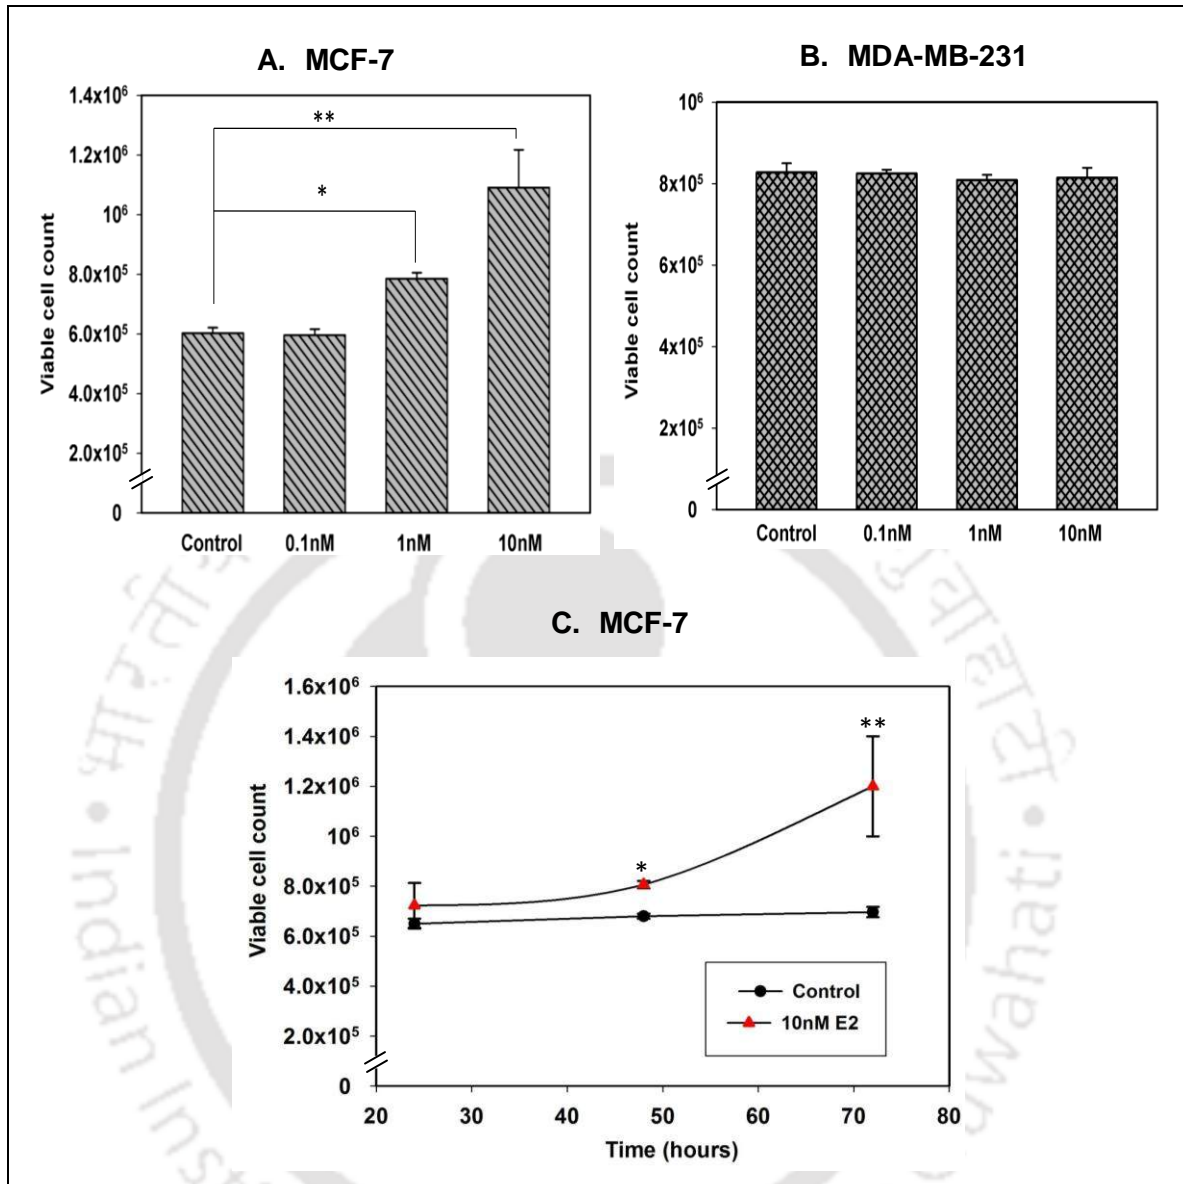 A. MCF-7
Viable cell count
1.4x10⁶
1.2x10⁶
10⁶
8.0x10⁵
6.0x10⁵
4.0x10⁵
2.0x10⁵
0
**
*
Control 0.1nM 1nM 10nM
B. MDA-MB-231
Viable cell count
10⁶
8x10⁵
6x10⁵
4x10⁵
2x10⁵
0
Control 0.1nM 1nM 10nM
C. MCF-7
Viable cell count
1.6x10⁶
1.4x10⁶
1.2x10⁶
10⁶
8.0x10⁵
6.0x10⁵
4.0x10⁵
2.0x10⁵
0
*
**
Control
10nM E2
20 30 40 50 60 70 80
Time (hours)
Indian